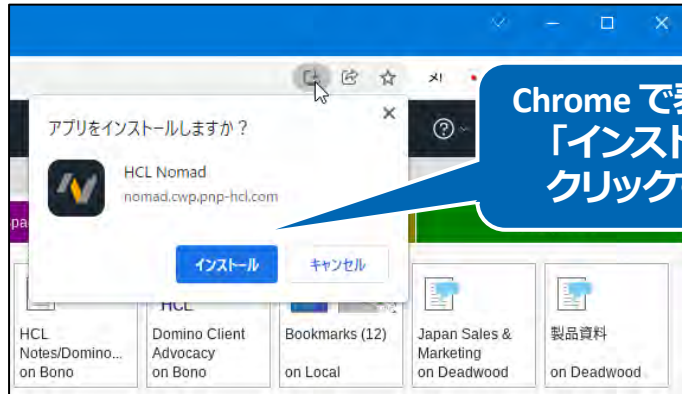 アプリをインストールしますか？
HCL Nomad
nomad.cwp.pnp-hcl.com
インストール
キャンセル
Chrome で
「インスト
クリック
HCL
Notes/Domino...
on Bono
Domino Client
Advocacy
on Bono
Bookmarks (12)
on Local
Japan Sales &
Marketing
on Deadwood
製品資料
on Deadwood